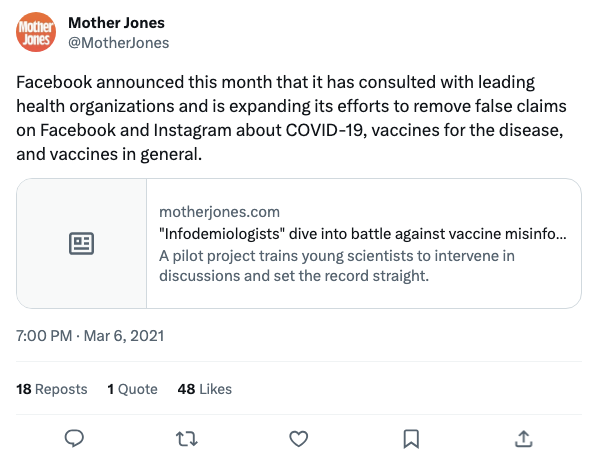 Mother
Jones
Mother Jones
@MotherJones
Facebook announced this month that it has consulted with leading
health organizations and is expanding its efforts to remove false claims
on Facebook and Instagram about COVID-19, vaccines for the disease,
and vaccines in general.
motherjones.com
"Infodemiologists" dive into battle against vaccine misinfo...
A pilot project trains young scientists to intervene in
discussions and set the record straight.
7:00 PM · Mar 6, 2021
18 Reposts 1 Quote 48 Likes